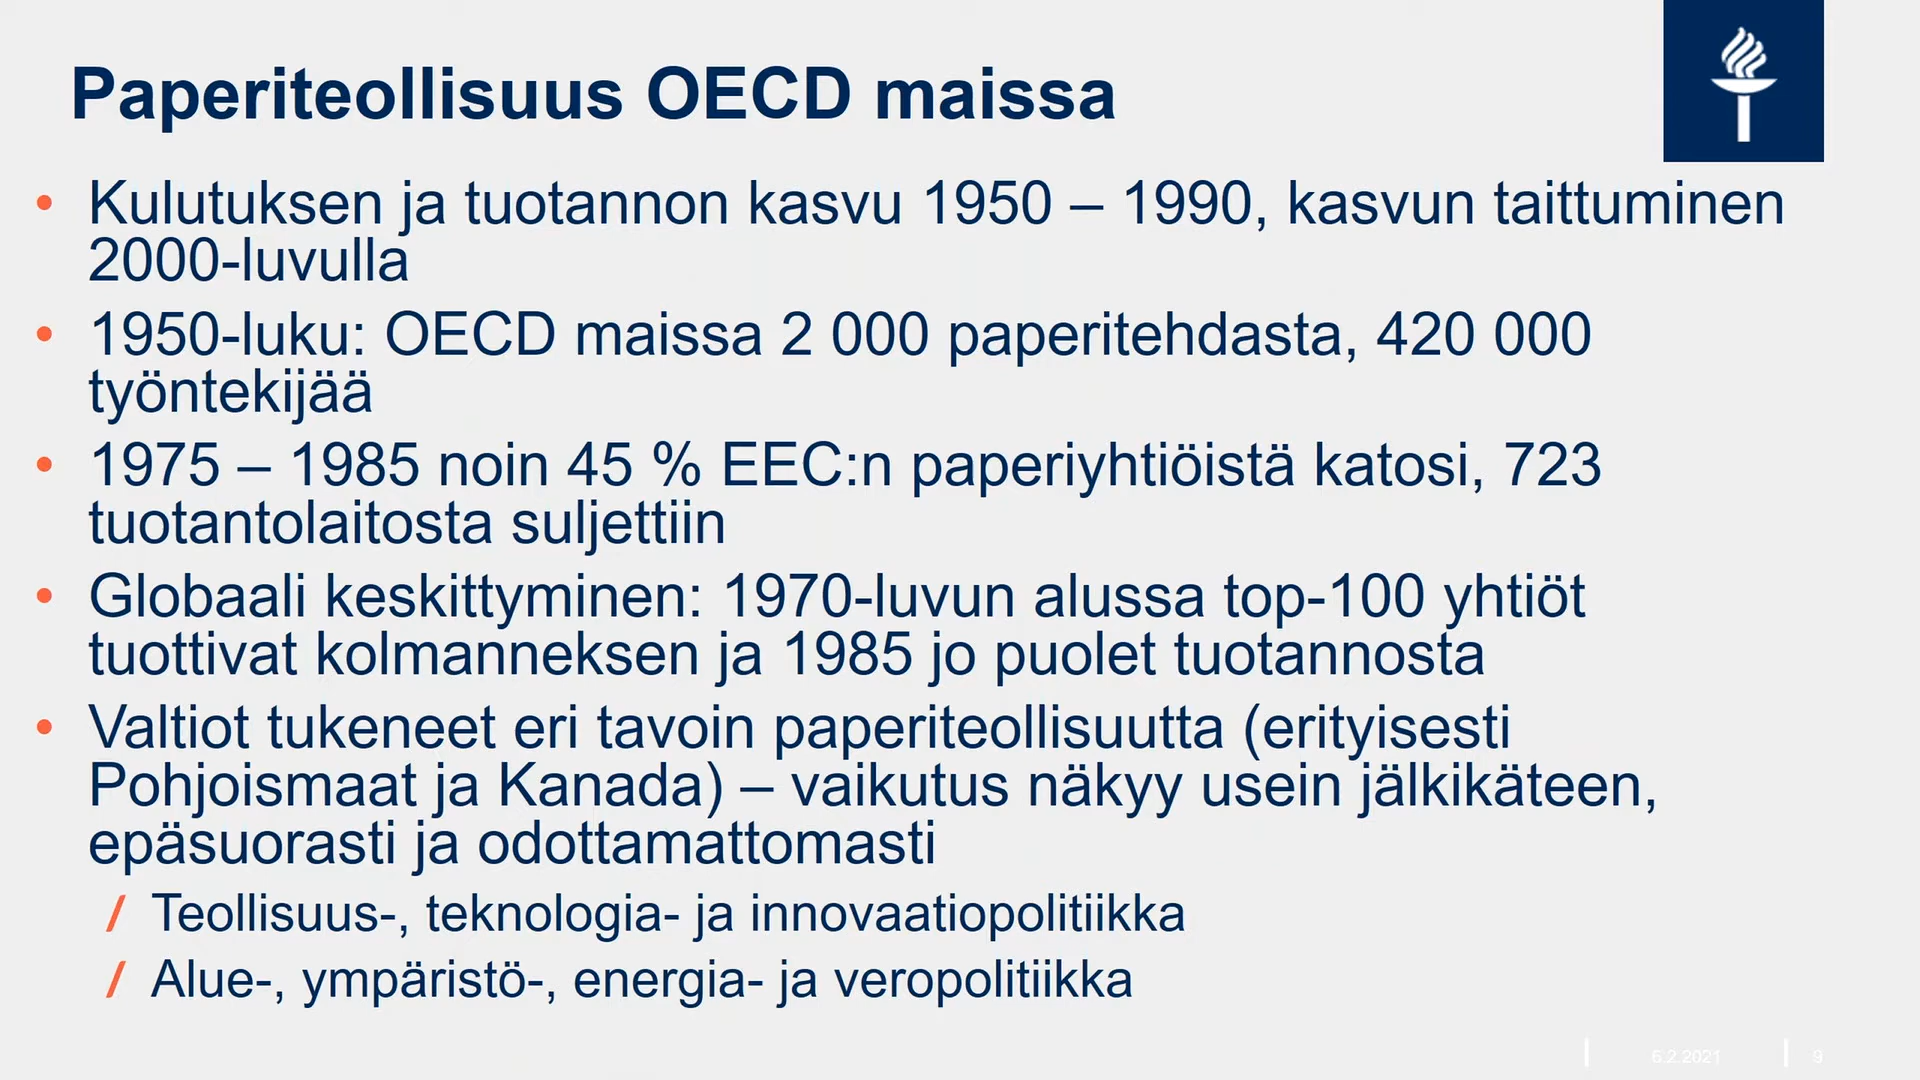 Paperiteollisuus OECD maissa
• Kulutuksen ja tuotannon kasvu 1950 – 1990, kasvun taittuminen
2000-luvulla
• 1950-luku: OECD maissa 2 000 paperitehdasta, 420 000
työntekijää
• 1975 – 1985 noin 45 % EEC:n paperiyhtiöistä katosi, 723
tuotantolaitosta suljettiin
• Globaali keskittyminen: 1970-luvun alussa top-100 yhtiöt
tuottivat kolmanneksen ja 1985 jo puolet tuotannosta
• Valtiot tukeneet eri tavoin paperiteollisuutta (erityisesti
Pohjoismaat ja Kanada) – vaikutus näkyy usein jälkikäteen,
epäsuorasti ja odottamattomasti
/ Teollisuus-, teknologia- ja innovaatiopolitiikka
/ Alue-, ympäristö-, energia- ja veropolitiikka
6.2.2021 9